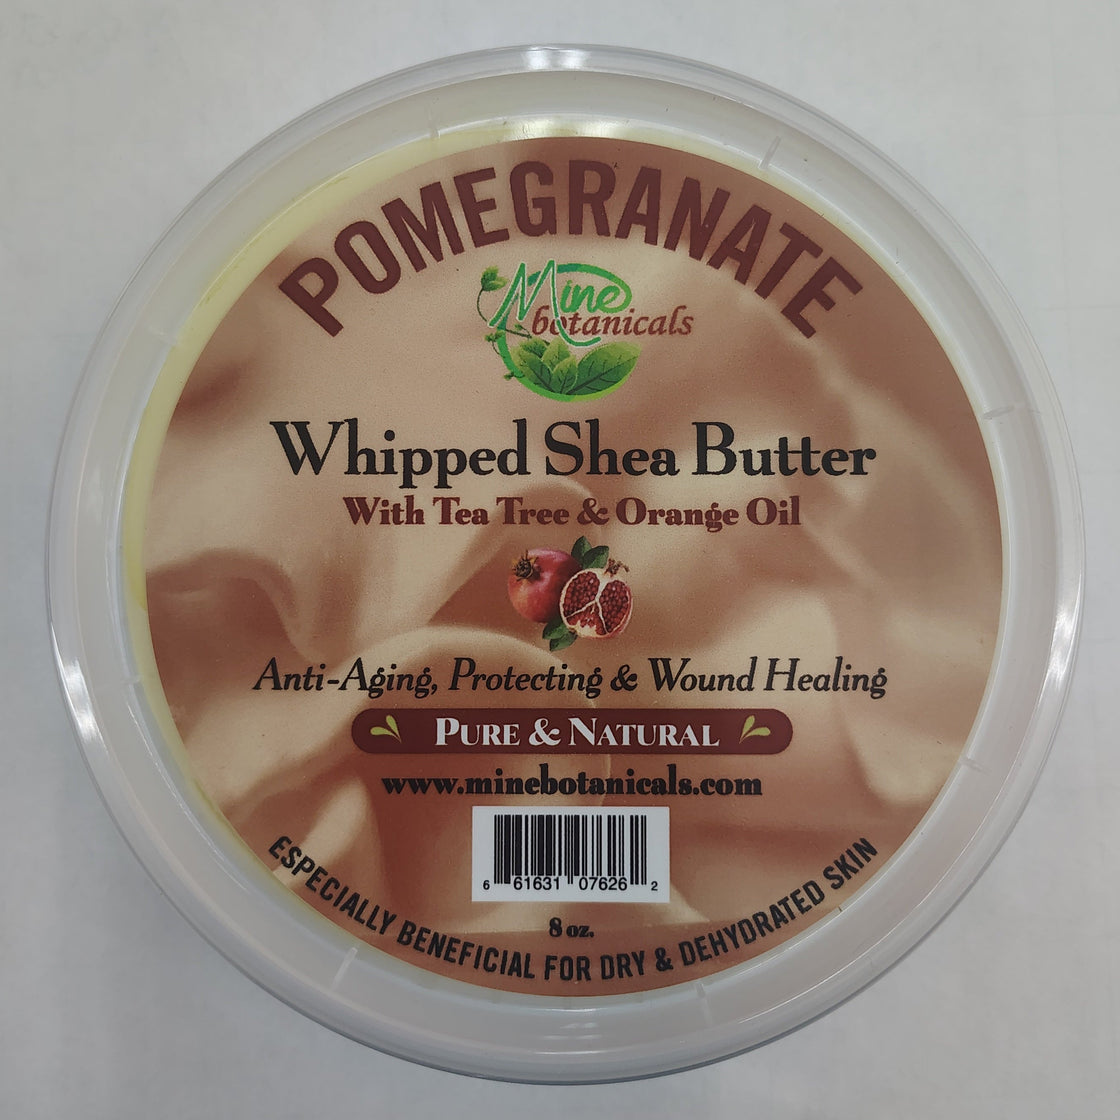 POMEGRANATE
Mine
botanicals
Whipped Shea Butter
With Tea Tree & Orange Oil
Anti-Aging, Protecting & Wound Healing
PURE & NATURAL
www.minebotanicals.com
6 61631 07626 2
8 oz.
ESPECIALLY BENEFICIAL FOR DRY & DEHYDRATED SKIN